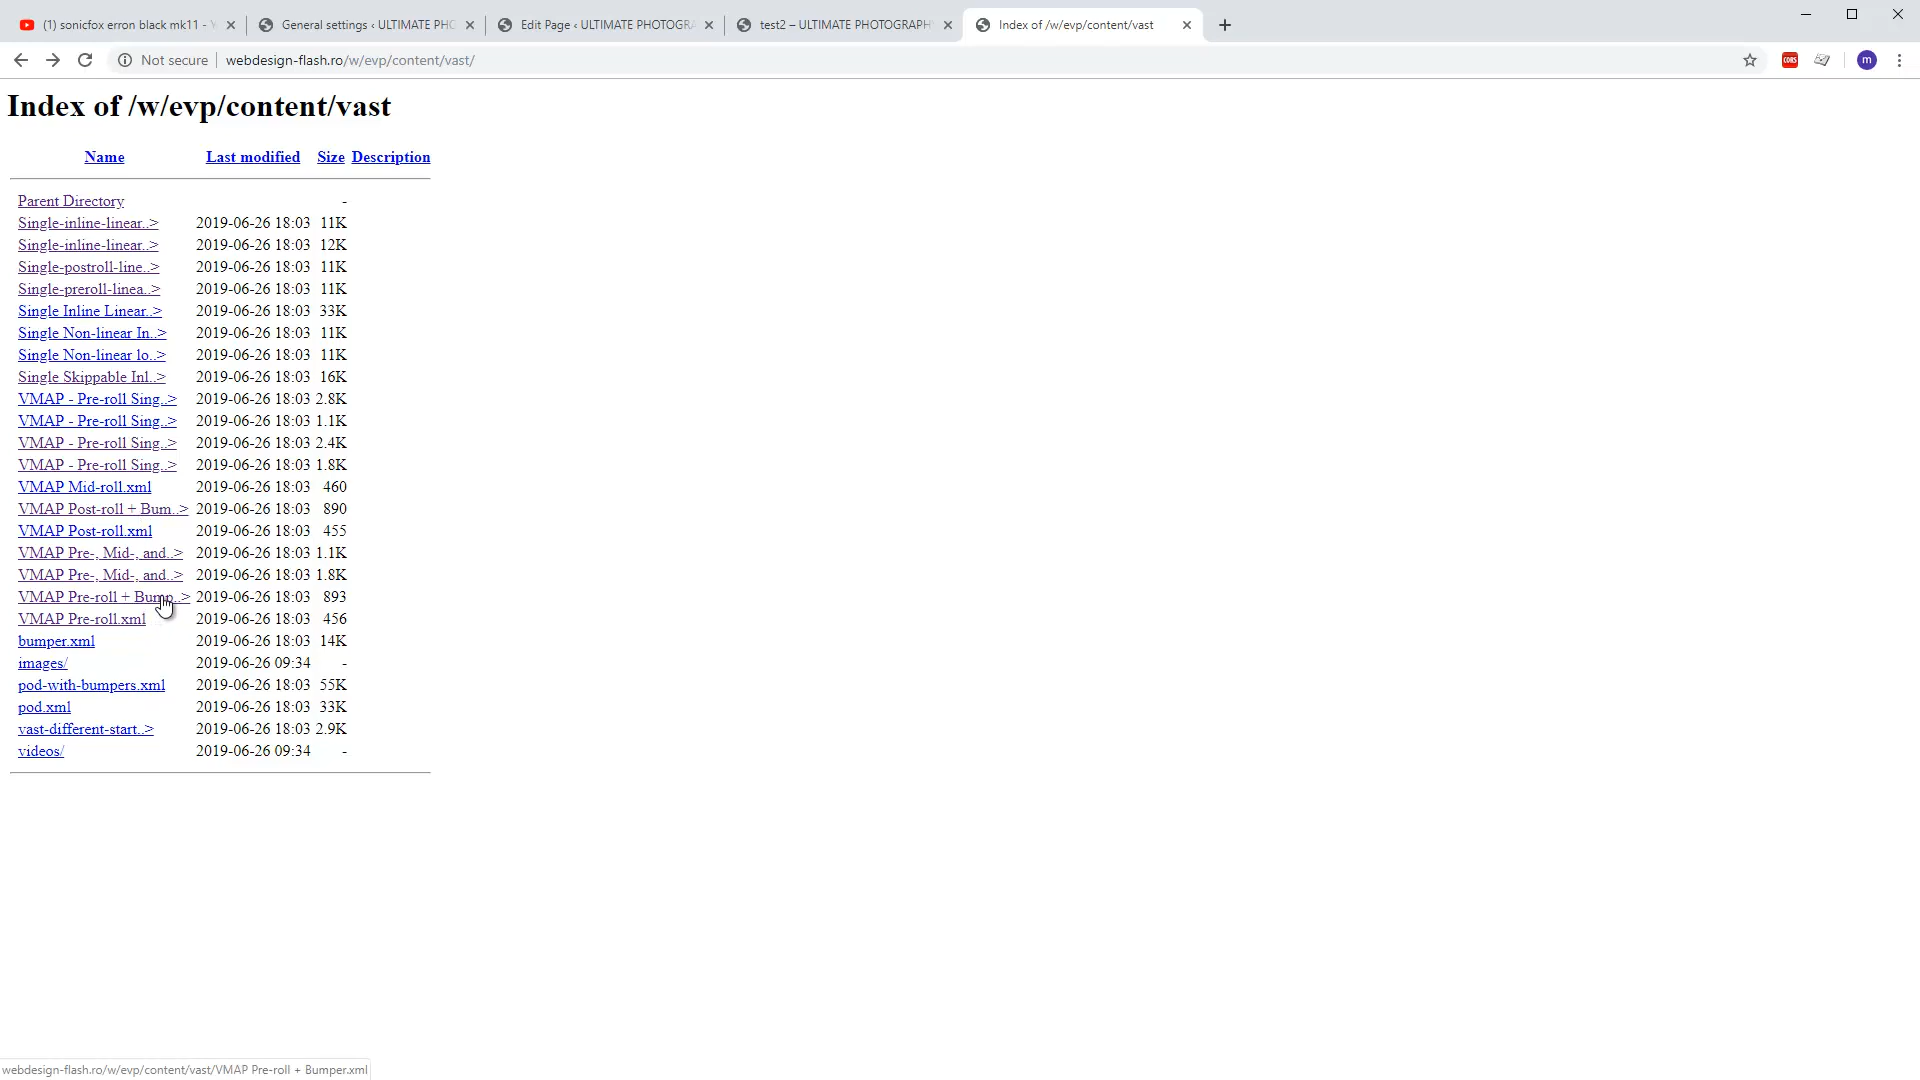 (1) sonicfox erron black mk11 -
General settings ‹ ULTIMATE PHO
Edit Page ‹ ULTIMATE PHOTOGRA
test2 – ULTIMATE PHOTOGRAPH
Index of /w/evp/content/vast
Not secure
webdesign-flash.ro/w/evp/content/vast/
CORS
m
Index of /w/evp/content/vast
Name Last modified Size Description
Parent Directory -
Single-inline-linear..> 2019-06-26 18:03 11K
Single-inline-linear..> 2019-06-26 18:03 12K
Single-postroll-line..> 2019-06-26 18:03 11K
Single-preroll-linea..> 2019-06-26 18:03 11K
Single Inline Linear..> 2019-06-26 18:03 33K
Single Non-linear In..> 2019-06-26 18:03 11K
Single Non-linear lo..> 2019-06-26 18:03 11K
Single Skippable Inl..> 2019-06-26 18:03 16K
VMAP - Pre-roll Sing..> 2019-06-26 18:03 2.8K
VMAP - Pre-roll Sing..> 2019-06-26 18:03 1.1K
VMAP - Pre-roll Sing..> 2019-06-26 18:03 2.4K
VMAP - Pre-roll Sing..> 2019-06-26 18:03 1.8K
VMAP Mid-roll.xml 2019-06-26 18:03 460
VMAP Post-roll + Bum..> 2019-06-26 18:03 890
VMAP Post-roll.xml 2019-06-26 18:03 455
VMAP Pre-, Mid-, and..> 2019-06-26 18:03 1.1K
VMAP Pre-, Mid-, and..> 2019-06-26 18:03 1.8K
VMAP Pre-roll + Bump..> 2019-06-26 18:03 893
VMAP Pre-roll.xml 2019-06-26 18:03 456
bumper.xml 2019-06-26 18:03 14K
images/ 2019-06-26 09:34 -
pod-with-bumpers.xml 2019-06-26 18:03 55K
pod.xml 2019-06-26 18:03 33K
vast-different-start..> 2019-06-26 18:03 2.9K
videos/ 2019-06-26 09:34 -
webdesign-flash.ro/w/evp/content/vast/VMAP Pre-roll + Bumper.xml